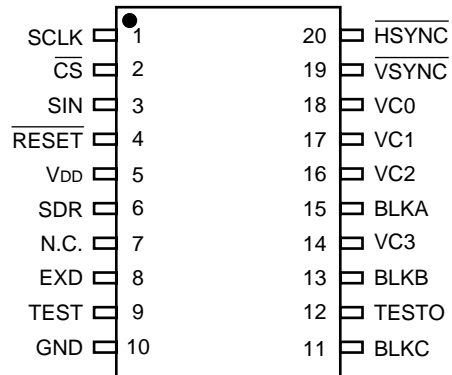 SCLK 1 20 HSYNC
CS 2 19 VSYNC
SIN 3 18 VC0
RESET 4 17 VC1
VDD 5 16 VC2
SDR 6 15 BLKA
N.C. 7 14 VC3
EXD 8 13 BLKB
TEST 9 12 TESTO
GND 10 11 BLKC